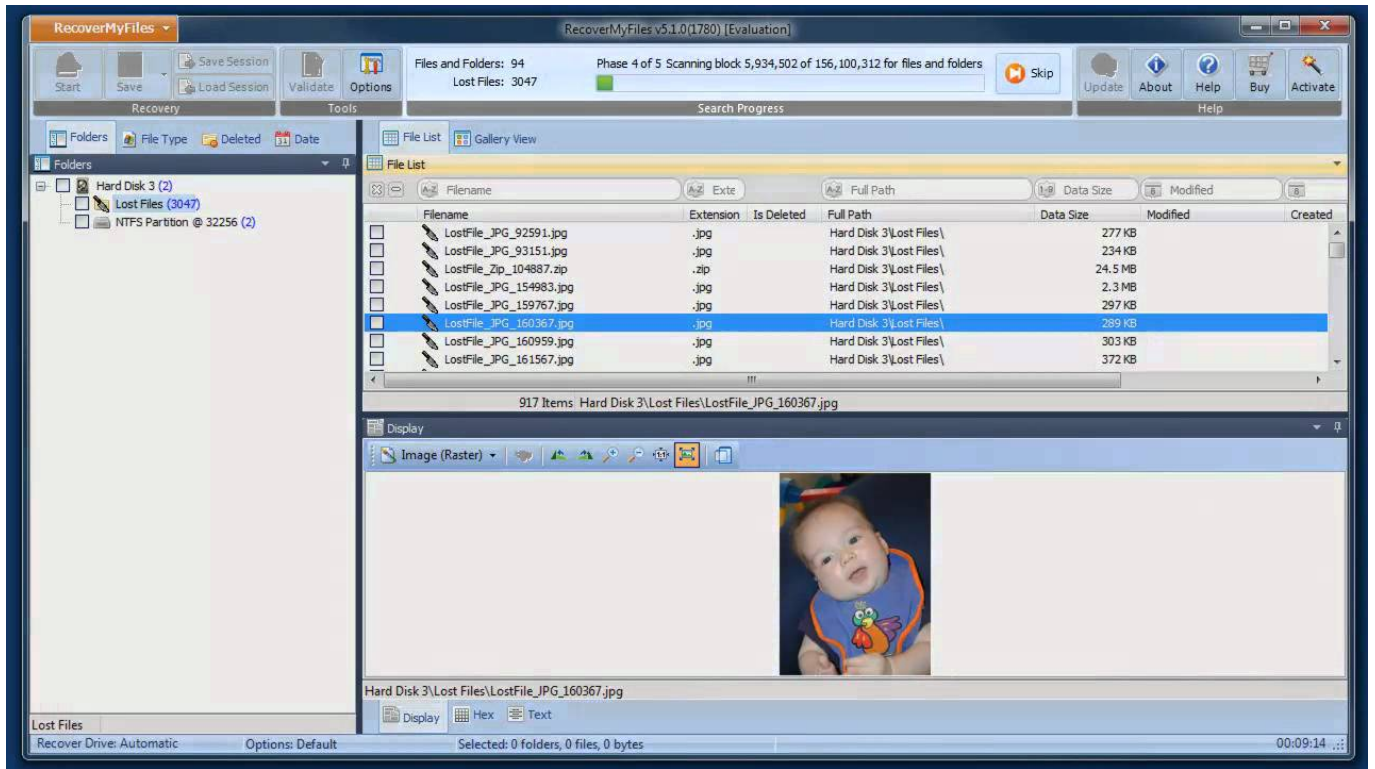 RecoverMyFiles
RecoverMyFiles v5.1.0(1780) [Evaluation]
Start
Save
Save Session
Load Session
Recovery
Validate
Options
Tools
Files and Folders: 94
Lost Files: 3047
Phase 4 of 5 Scanning block 5,934,502 of 156,100,312 for files and folders
Skip
Search Progress
Update
About
Help
Buy
Activate
Help
Folders
File Type
Deleted
Date
File List
Gallery View
Folders
File List
Hard Disk 3 (2)
Lost Files (3047)
NTFS Partition @ 32256 (2)
Filename
Exte
Full Path
Data Size
Modified
Filename Extension Is Deleted Full Path Data Size Modified Created
LostFile_JPG_92591.jpg .jpg Hard Disk 3\Lost Files\ 277 KB
LostFile_JPG_93151.jpg .jpg Hard Disk 3\Lost Files\ 234 KB
LostFile_Zip_104887.zip .zip Hard Disk 3\Lost Files\ 24.5 MB
LostFile_JPG_154983.jpg .jpg Hard Disk 3\Lost Files\ 2.3 MB
LostFile_JPG_159767.jpg .jpg Hard Disk 3\Lost Files\ 297 KB
LostFile_JPG_160367.jpg .jpg Hard Disk 3\Lost Files\ 289 KB
LostFile_JPG_160959.jpg .jpg Hard Disk 3\Lost Files\ 303 KB
LostFile_JPG_161567.jpg .jpg Hard Disk 3\Lost Files\ 372 KB
917 Items Hard Disk 3\Lost Files\LostFile_JPG_160367.jpg
Display
Image (Raster)
Hard Disk 3\Lost Files\LostFile_JPG_160367.jpg
Display
Hex
Text
Lost Files
Recover Drive: Automatic
Options: Default
Selected: 0 folders, 0 files, 0 bytes
00:09:14